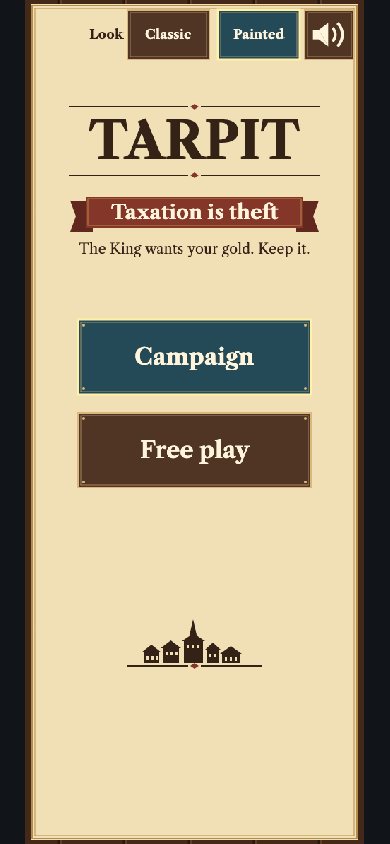 Look Classic Painted
TARPIT
Taxation is theft
The King wants your gold. Keep it.
Campaign
Free play